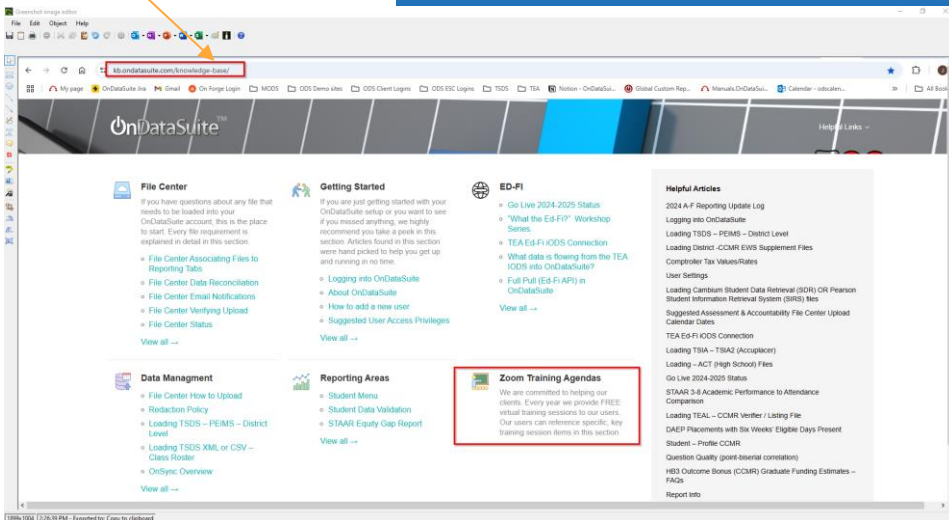 Greenshot image editor
File Edit Object Help
kb.ondatasuite.com/knowledge-base/
My page
OnDataSuite Jira
Gmail
On Forge Login
MODS
ODS Demo sites
ODS Client Logins
ODS ESC Logins
TSDS
TEA
Notion - OnDataSui...
Global Custom Rep...
Manuals.OnDataSui...
Calendar - odscalen...
All Book
OnDataSuite™
Helpful Links
File Center
If you have questions about any file that
needs to be loaded into your
OnDataSuite account, this is the place
to start. Every file requirement is
explained in detail in this section.
File Center Associating Files to
Reporting Tabs
File Center Data Reconciliation
File Center Email Notifications
File Center Verifying Upload
File Center Status
View all →
Getting Started
If you are just getting started with your
OnDataSuite setup or you want to see
if you missed anything, we highly
recommend you take a peek in this
section. Articles found in this section
were hand picked to help you get up
and running in no time.
Logging into OnDataSuite
About OnDataSuite
How to add a new user
Suggested User Access Privileges
View all →
ED-FI
Go Live 2024-2025 Status
"What the Ed-Fi?" Workshop
Series.
TEA Ed-Fi IODS Connection
What data is flowing from the TEA
IODS into OnDataSuite?
Full Pull (Ed-Fi API) in
OnDataSuite
View all →
Data Managment
File Center How to Upload
Redaction Policy
Loading TSDS – PEIMS – District
Level
Loading TSDS XML or CSV –
Class Roster
OnSync Overview
View all →
Reporting Areas
Student Menu
Student Data Validation
STAAR Equity Gap Report
View all →
Zoom Training Agendas
We are committed to helping our
clients. Every year we provide FREE
virtual training sessions to our users.
Our users can reference specific, key
training session items in this section
Helpful Articles
2024 A-F Reporting Update Log
Logging into OnDataSuite
Loading TSDS – PEIMS – District Level
Loading District -CCMR EWS Supplement Files
Comptroller Tax Values/Rates
User Settings
Loading Cambium Student Data Retrieval (SDR) OR Pearson
Student Information Retrieval System (SIRS) files
Suggested Assessment & Accountability File Center Upload
Calendar Dates
TEA Ed-Fi IODS Connection
Loading TSIA – TSIA2 (Accuplacer)
Loading – ACT (High School) Files
Go Live 2024-2025 Status
STAAR 3-8 Academic Performance to Attendance
Comparison
Loading TEAL – CCMR Verifier / Listing File
DAEP Placements with Six Weeks' Eligible Days Present
Student – Profile CCMR
Question Quality (point-biserial correlation)
HB3 Outcome Bonus (CCMR) Graduate Funding Estimates –
FAQs
Report Info
1899x1004 2:26:39 PM - Exported to: Copy to clipboard